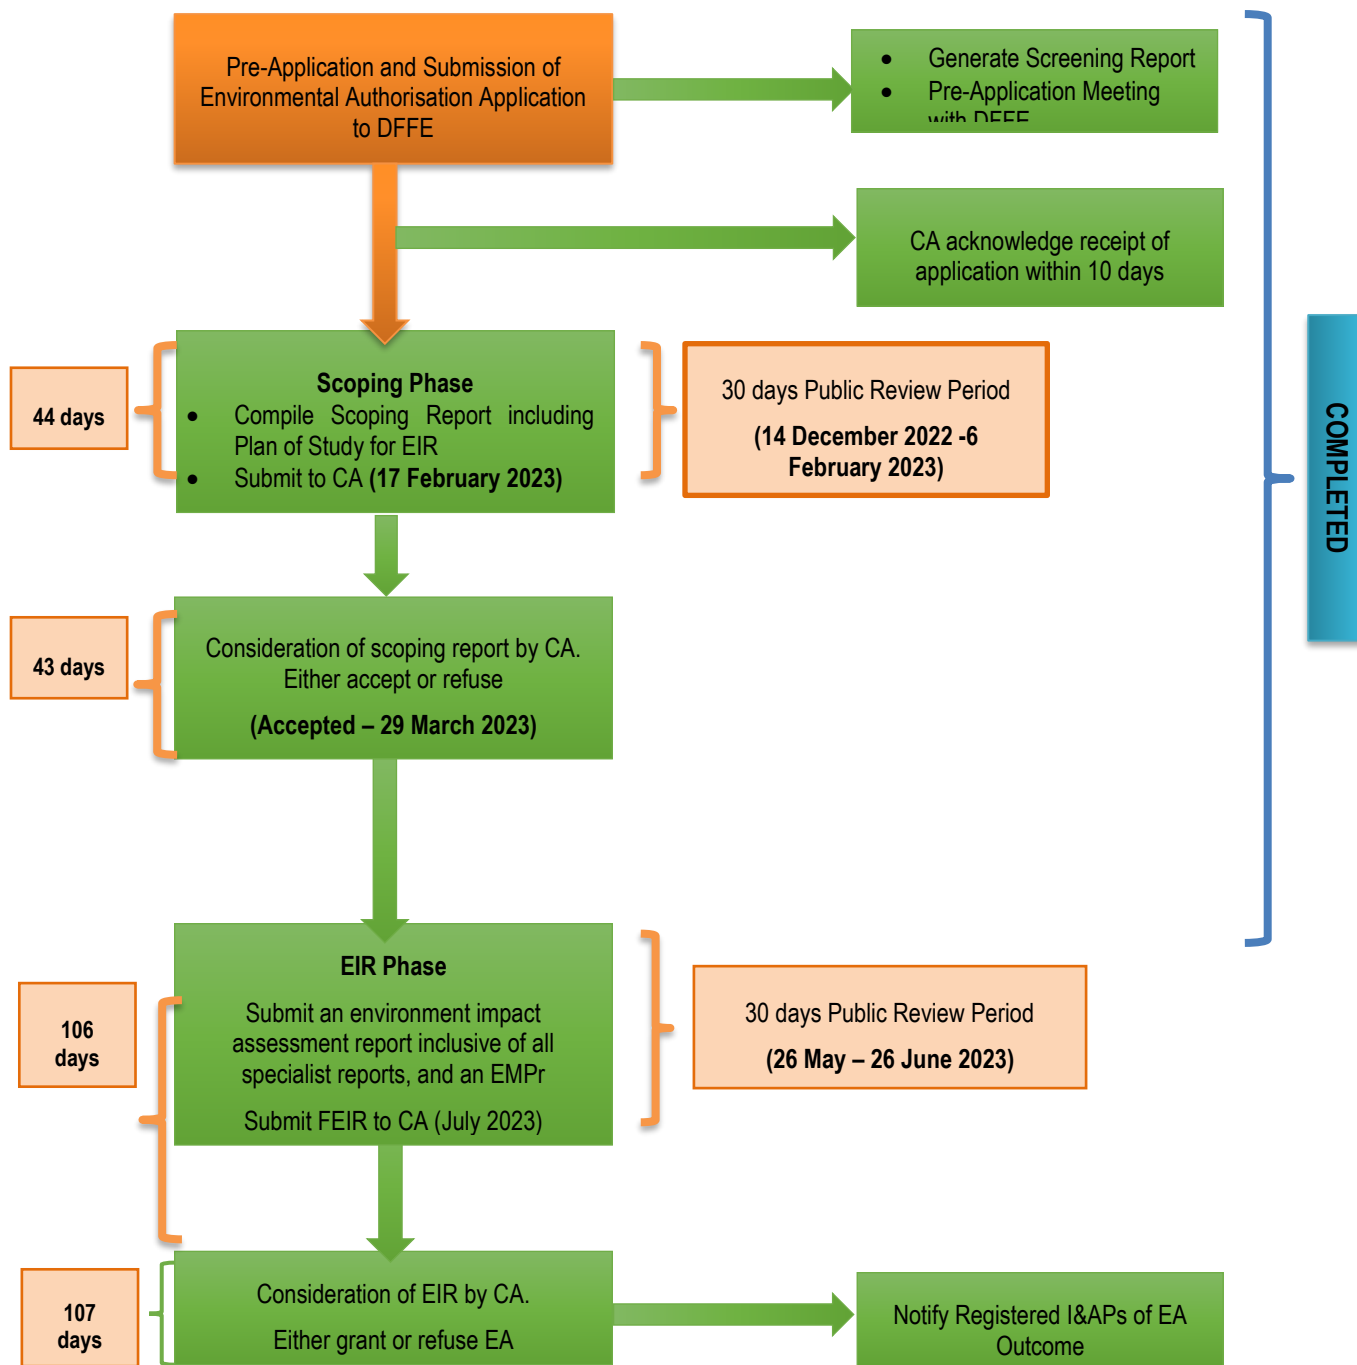 Pre-Application and Submission of
Environmental Authorisation Application
to DFFE
• Generate Screening Report
• Pre-Application Meeting
with DFFE
CA acknowledge receipt of
application within 10 days
COMPLETED
44 days
Scoping Phase
• Compile Scoping Report including
Plan of Study for EIR
• Submit to CA (17 February 2023)
30 days Public Review Period
(14 December 2022 -6
February 2023)
43 days
Consideration of scoping report by CA.
Either accept or refuse
(Accepted – 29 March 2023)
106
days
EIR Phase
Submit an environment impact
assessment report inclusive of all
specialist reports, and an EMPr
Submit FEIR to CA (July 2023)
30 days Public Review Period
(26 May – 26 June 2023)
107
days
Consideration of EIR by CA.
Either grant or refuse EA
Notify Registered I&APs of EA
Outcome